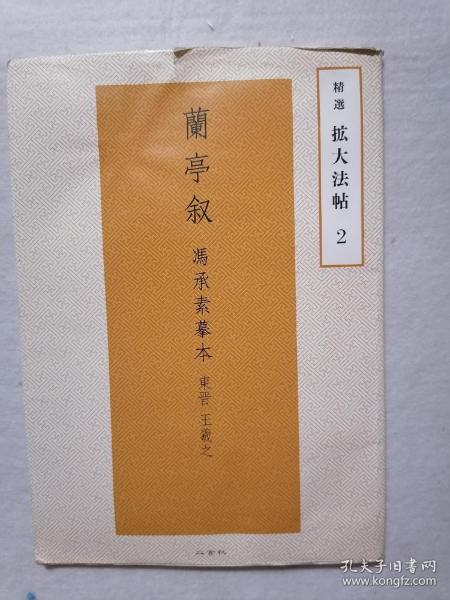 精選 拡大法帖 2
蘭亭叙 馮承素摹本 東晋 王羲之
二玄社
孔夫子旧书网
www.kongfz.com